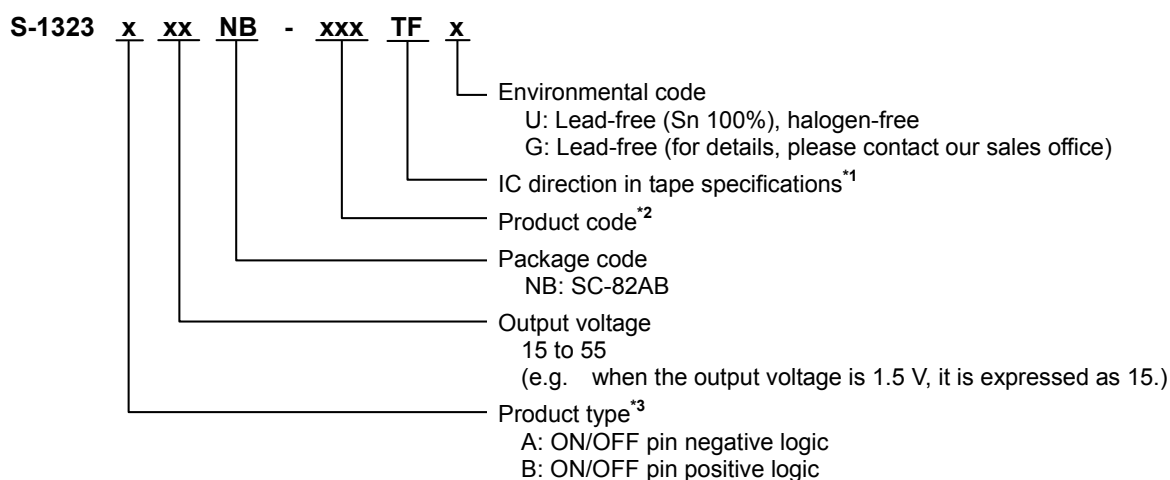 S-1323 x xx NB - xxx TF x
Environmental code
U: Lead-free (Sn 100%), halogen-free
G: Lead-free (for details, please contact our sales office)
IC direction in tape specifications*1
Product code*2
Package code
NB: SC-82AB
Output voltage
15 to 55
(e.g. when the output voltage is 1.5 V, it is expressed as 15.)
Product type*3
A: ON/OFF pin negative logic
B: ON/OFF pin positive logic